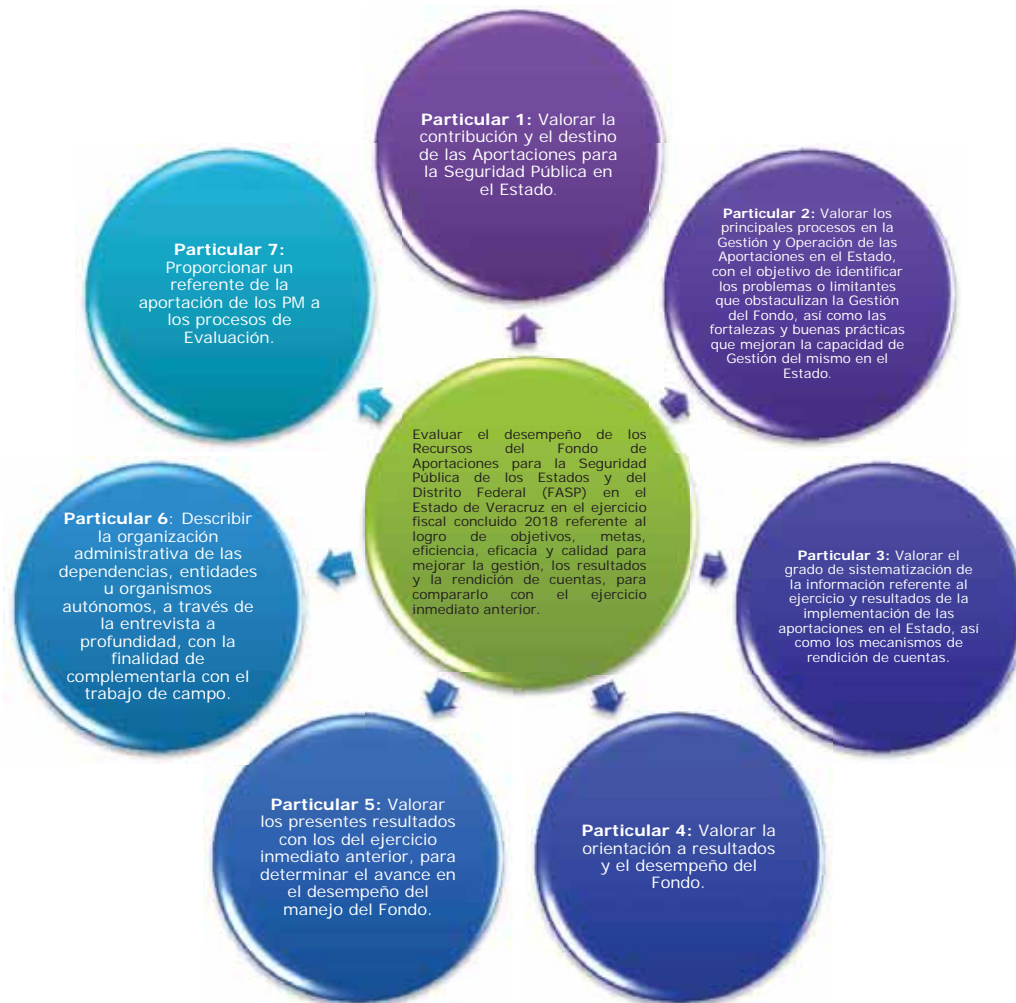 Particular 1: Valorar la
contribución y el destino
de las Aportaciones para
la Seguridad Pública en
el Estado.
Particular 2: Valorar los
principales procesos en la
Gestión y Operación de las
Aportaciones en el Estado,
con el objetivo de identificar
los problemas o limitantes
que obstaculizan la Gestión
del Fondo, así como las
fortalezas y buenas prácticas
que mejoran la capacidad de
Gestión del mismo en el
Estado.
Particular 3: Valorar el
grado de sistematización de
la información referente al
ejercicio y resultados de la
implementación de las
aportaciones en el Estado, así
como los mecanismos de
rendición de cuentas.
Particular 4: Valorar la
orientación a resultados
y el desempeño del
Fondo.
Particular 5: Valorar
los presentes resultados
con los del ejercicio
inmediato anterior, para
determinar el avance en
el desempeño del
manejo del Fondo.
Particular 6: Describir
la organización
administrativa de las
dependencias, entidades
u organismos
autónomos, a través de
la entrevista a
profundidad, con la
finalidad de
complementarla con el
trabajo de campo.
Particular 7:
Proporcionar un
referente de la
aportación de los PM a
los procesos de
Evaluación.
Evaluar el desempeño de los
Recursos del Fondo de
Aportaciones para la Seguridad
Pública de los Estados y del
Distrito Federal (FASP) en el
Estado de Veracruz en el ejercicio
fiscal concluido 2018 referente al
logro de objetivos, metas,
eficiencia, eficacia y calidad para
mejorar la gestión, los resultados
y la rendición de cuentas, para
compararlo con el ejercicio
inmediato anterior.